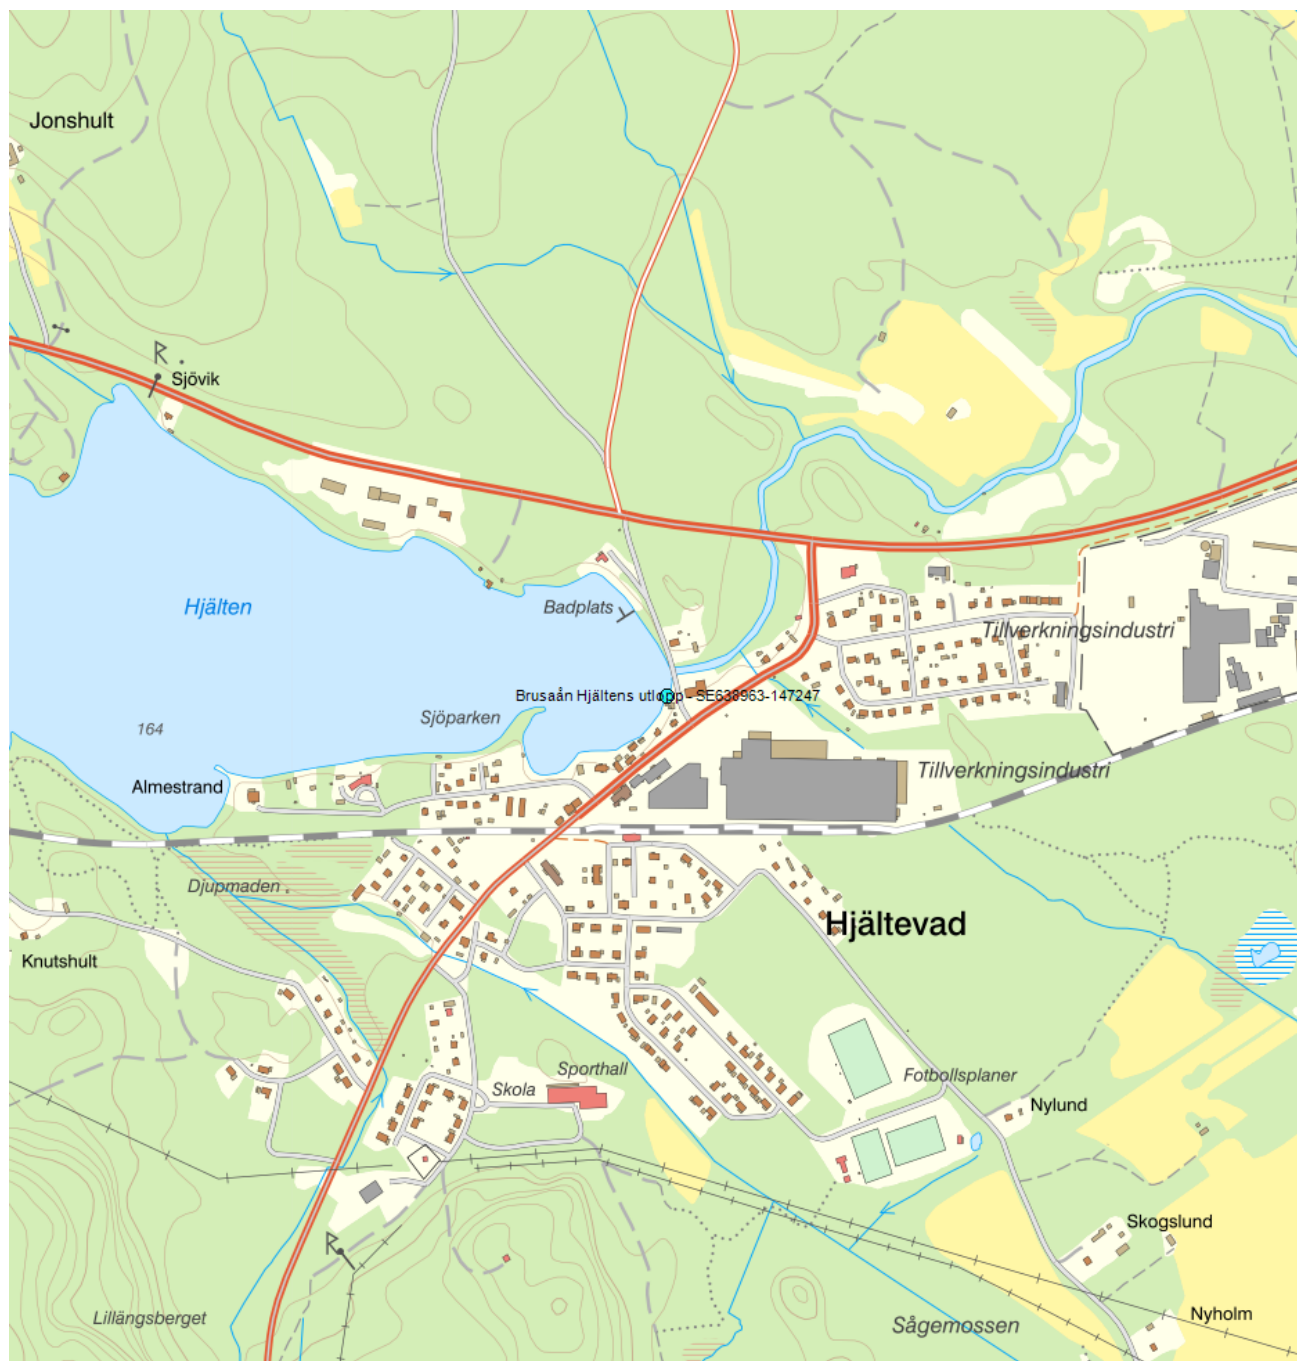 Jonshult
Sjövik
Hjälten
Badplats
Tillverkningsindustri
Brusaån Hjältens utlopp - SE638963-147247
Sjöparken
164
Tillverkningsindustri
Almestrand
Djupmaden
Hjältevad
Knutshult
Sporthall
Fotbollsplaner
Skola
Nylund
Skogslund
Lillängsberget
Nyholm
Sågemossen